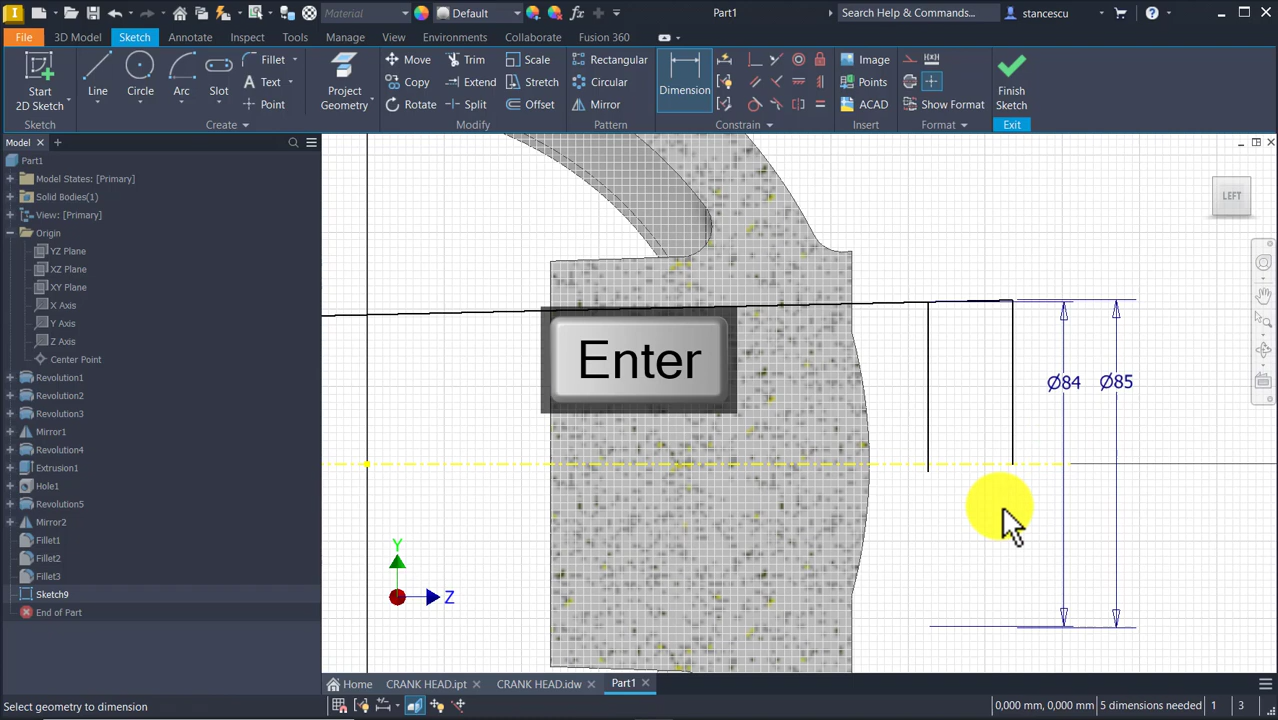 Material
Default
Part1
Search Help & Commands...
stancescu
File
3D Model
Sketch
Annotate
Inspect
Tools
Manage
View
Environments
Collaborate
Fusion 360
Start
2D Sketch
Line
Circle
Arc
Slot
Fillet
Text
Point
Project
Geometry
Move
Copy
Rotate
Trim
Extend
Split
Scale
Stretch
Offset
Rectangular
Circular
Mirror
Dimension
Image
Points
ACAD
Show Format
Finish
Sketch
Sketch
Create
Modify
Pattern
Constrain
Insert
Format
Exit
Model
Part1
Model States: [Primary]
Solid Bodies(1)
View: [Primary]
Origin
YZ Plane
XZ Plane
XY Plane
X Axis
Y Axis
Z Axis
Center Point
Revolution1
Revolution2
Revolution3
Mirror1
Revolution4
Extrusion1
Hole1
Revolution5
Mirror2
Fillet1
Fillet2
Fillet3
Sketch9
End of Part
LEFT
Enter
Ø84
Ø85
Y
Z
Home
CRANK HEAD.ipt
CRANK HEAD.idw
Part1
Select geometry to dimension
0,000 mm, 0,000 mm
5 dimensions needed
1
3